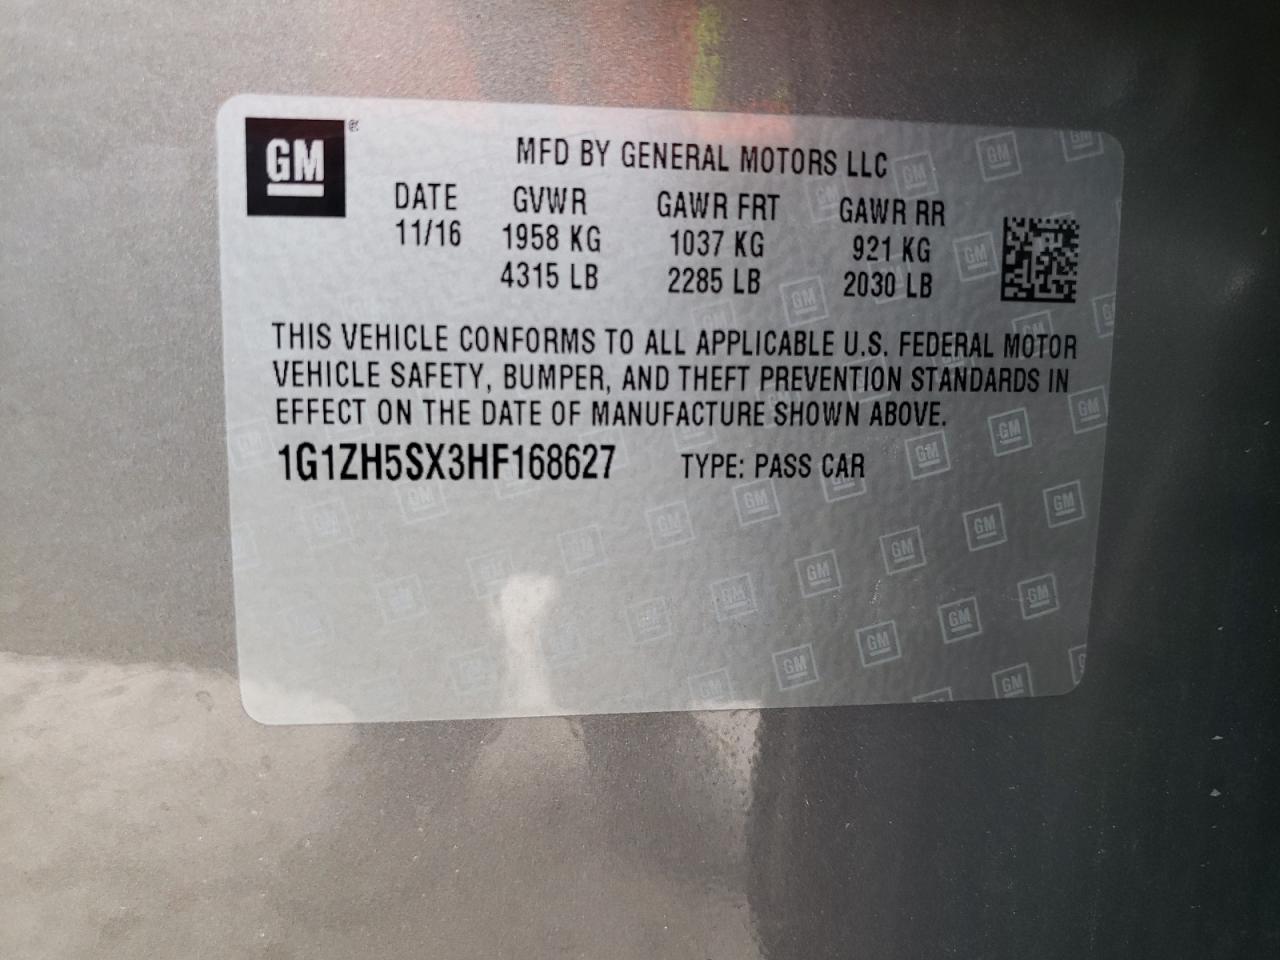 GM
MFD BY GENERAL MOTORS LLC
DATE GVWR GAWR FRT GAWR RR
11/16 1958 KG 1037 KG 921 KG
4315 LB 2285 LB 2030 LB
THIS VEHICLE CONFORMS TO ALL APPLICABLE U.S. FEDERAL MOTOR
VEHICLE SAFETY, BUMPER, AND THEFT PREVENTION STANDARDS IN
EFFECT ON THE DATE OF MANUFACTURE SHOWN ABOVE.
1G1ZH5SX3HF168627 TYPE: PASS CAR